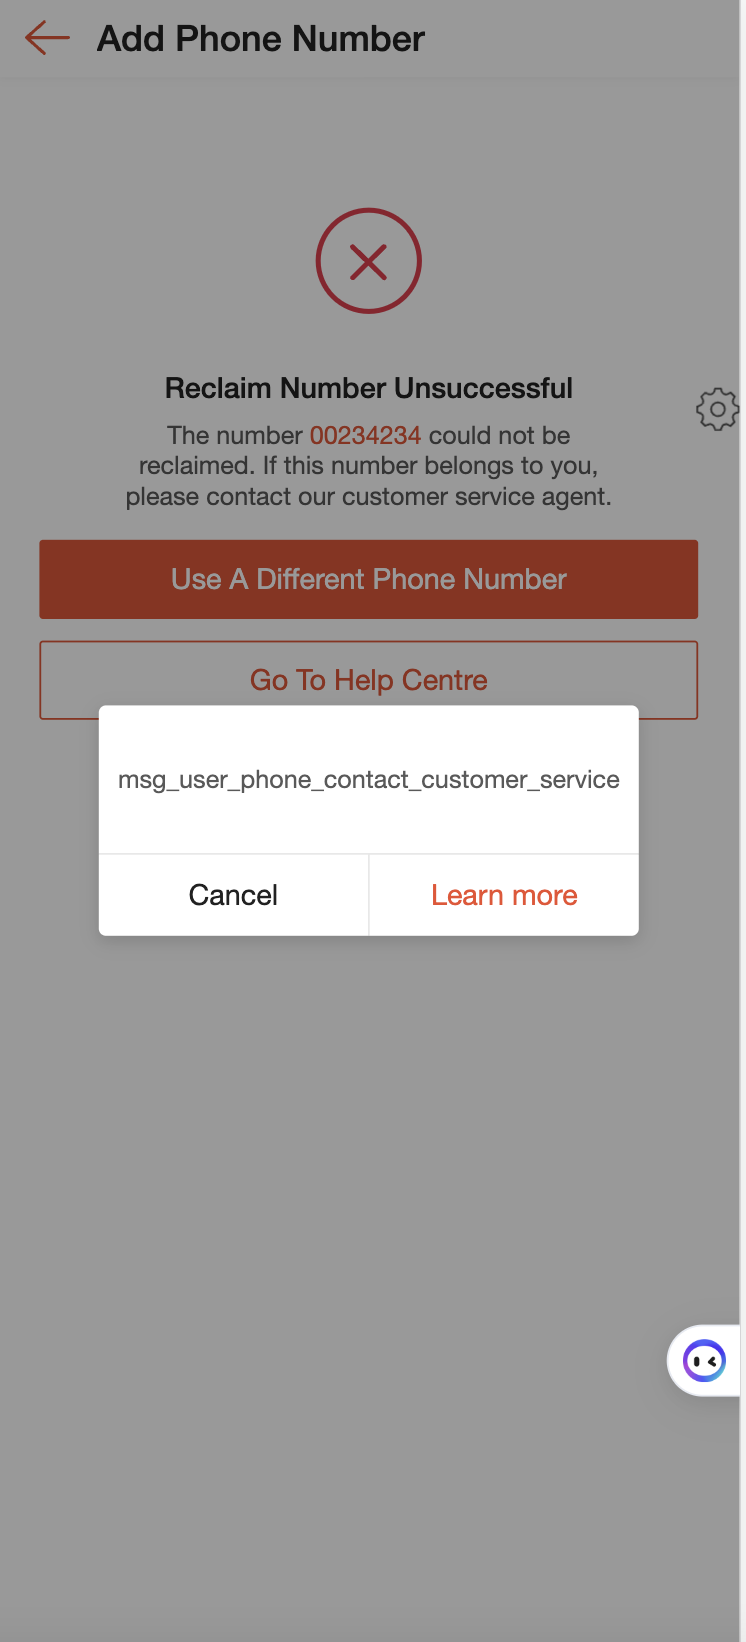 Add Phone Number
Reclaim Number Unsuccessful
The number 00234234 could not be
reclaimed. If this number belongs to you,
please contact our customer service agent.
Use A Different Phone Number
Go To Help Centre
msg_user_phone_contact_customer_service
Cancel
Learn more